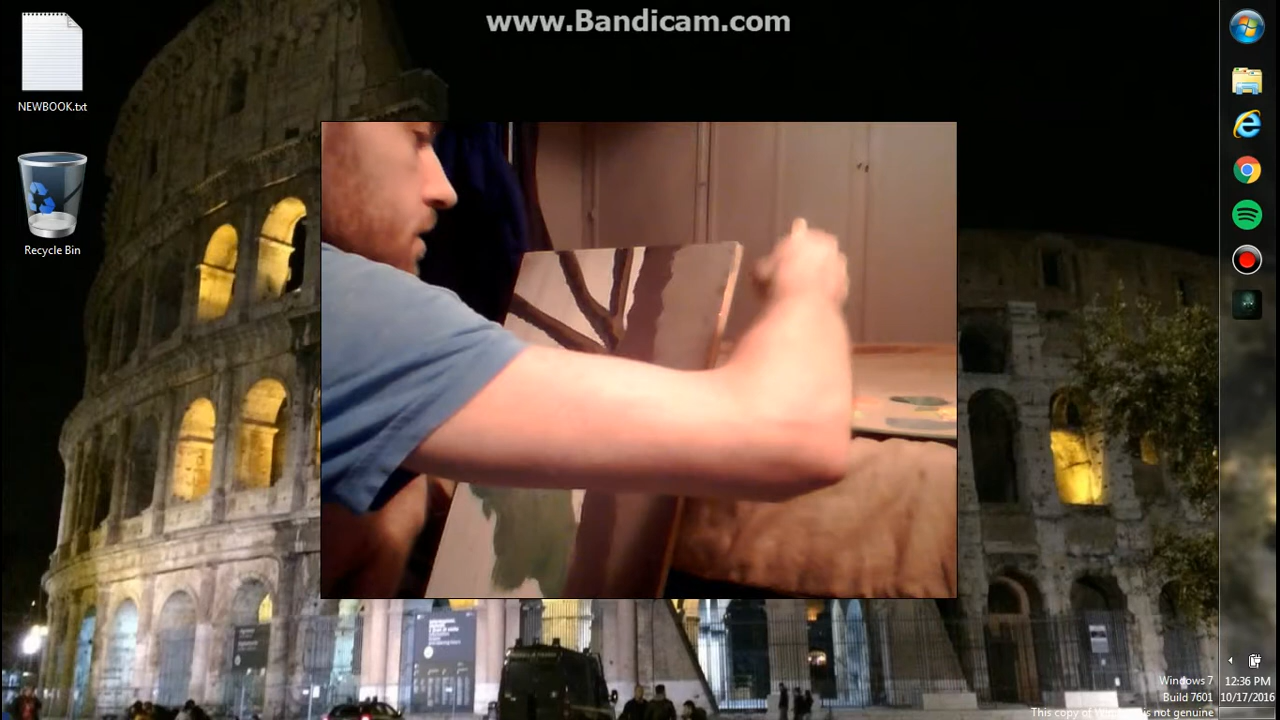 www.Bandicam.com
NEWBOOK.txt
Recycle Bin
Windows 7
Build 7601
This copy of Windows is not genuine
12:36 PM
10/17/2016